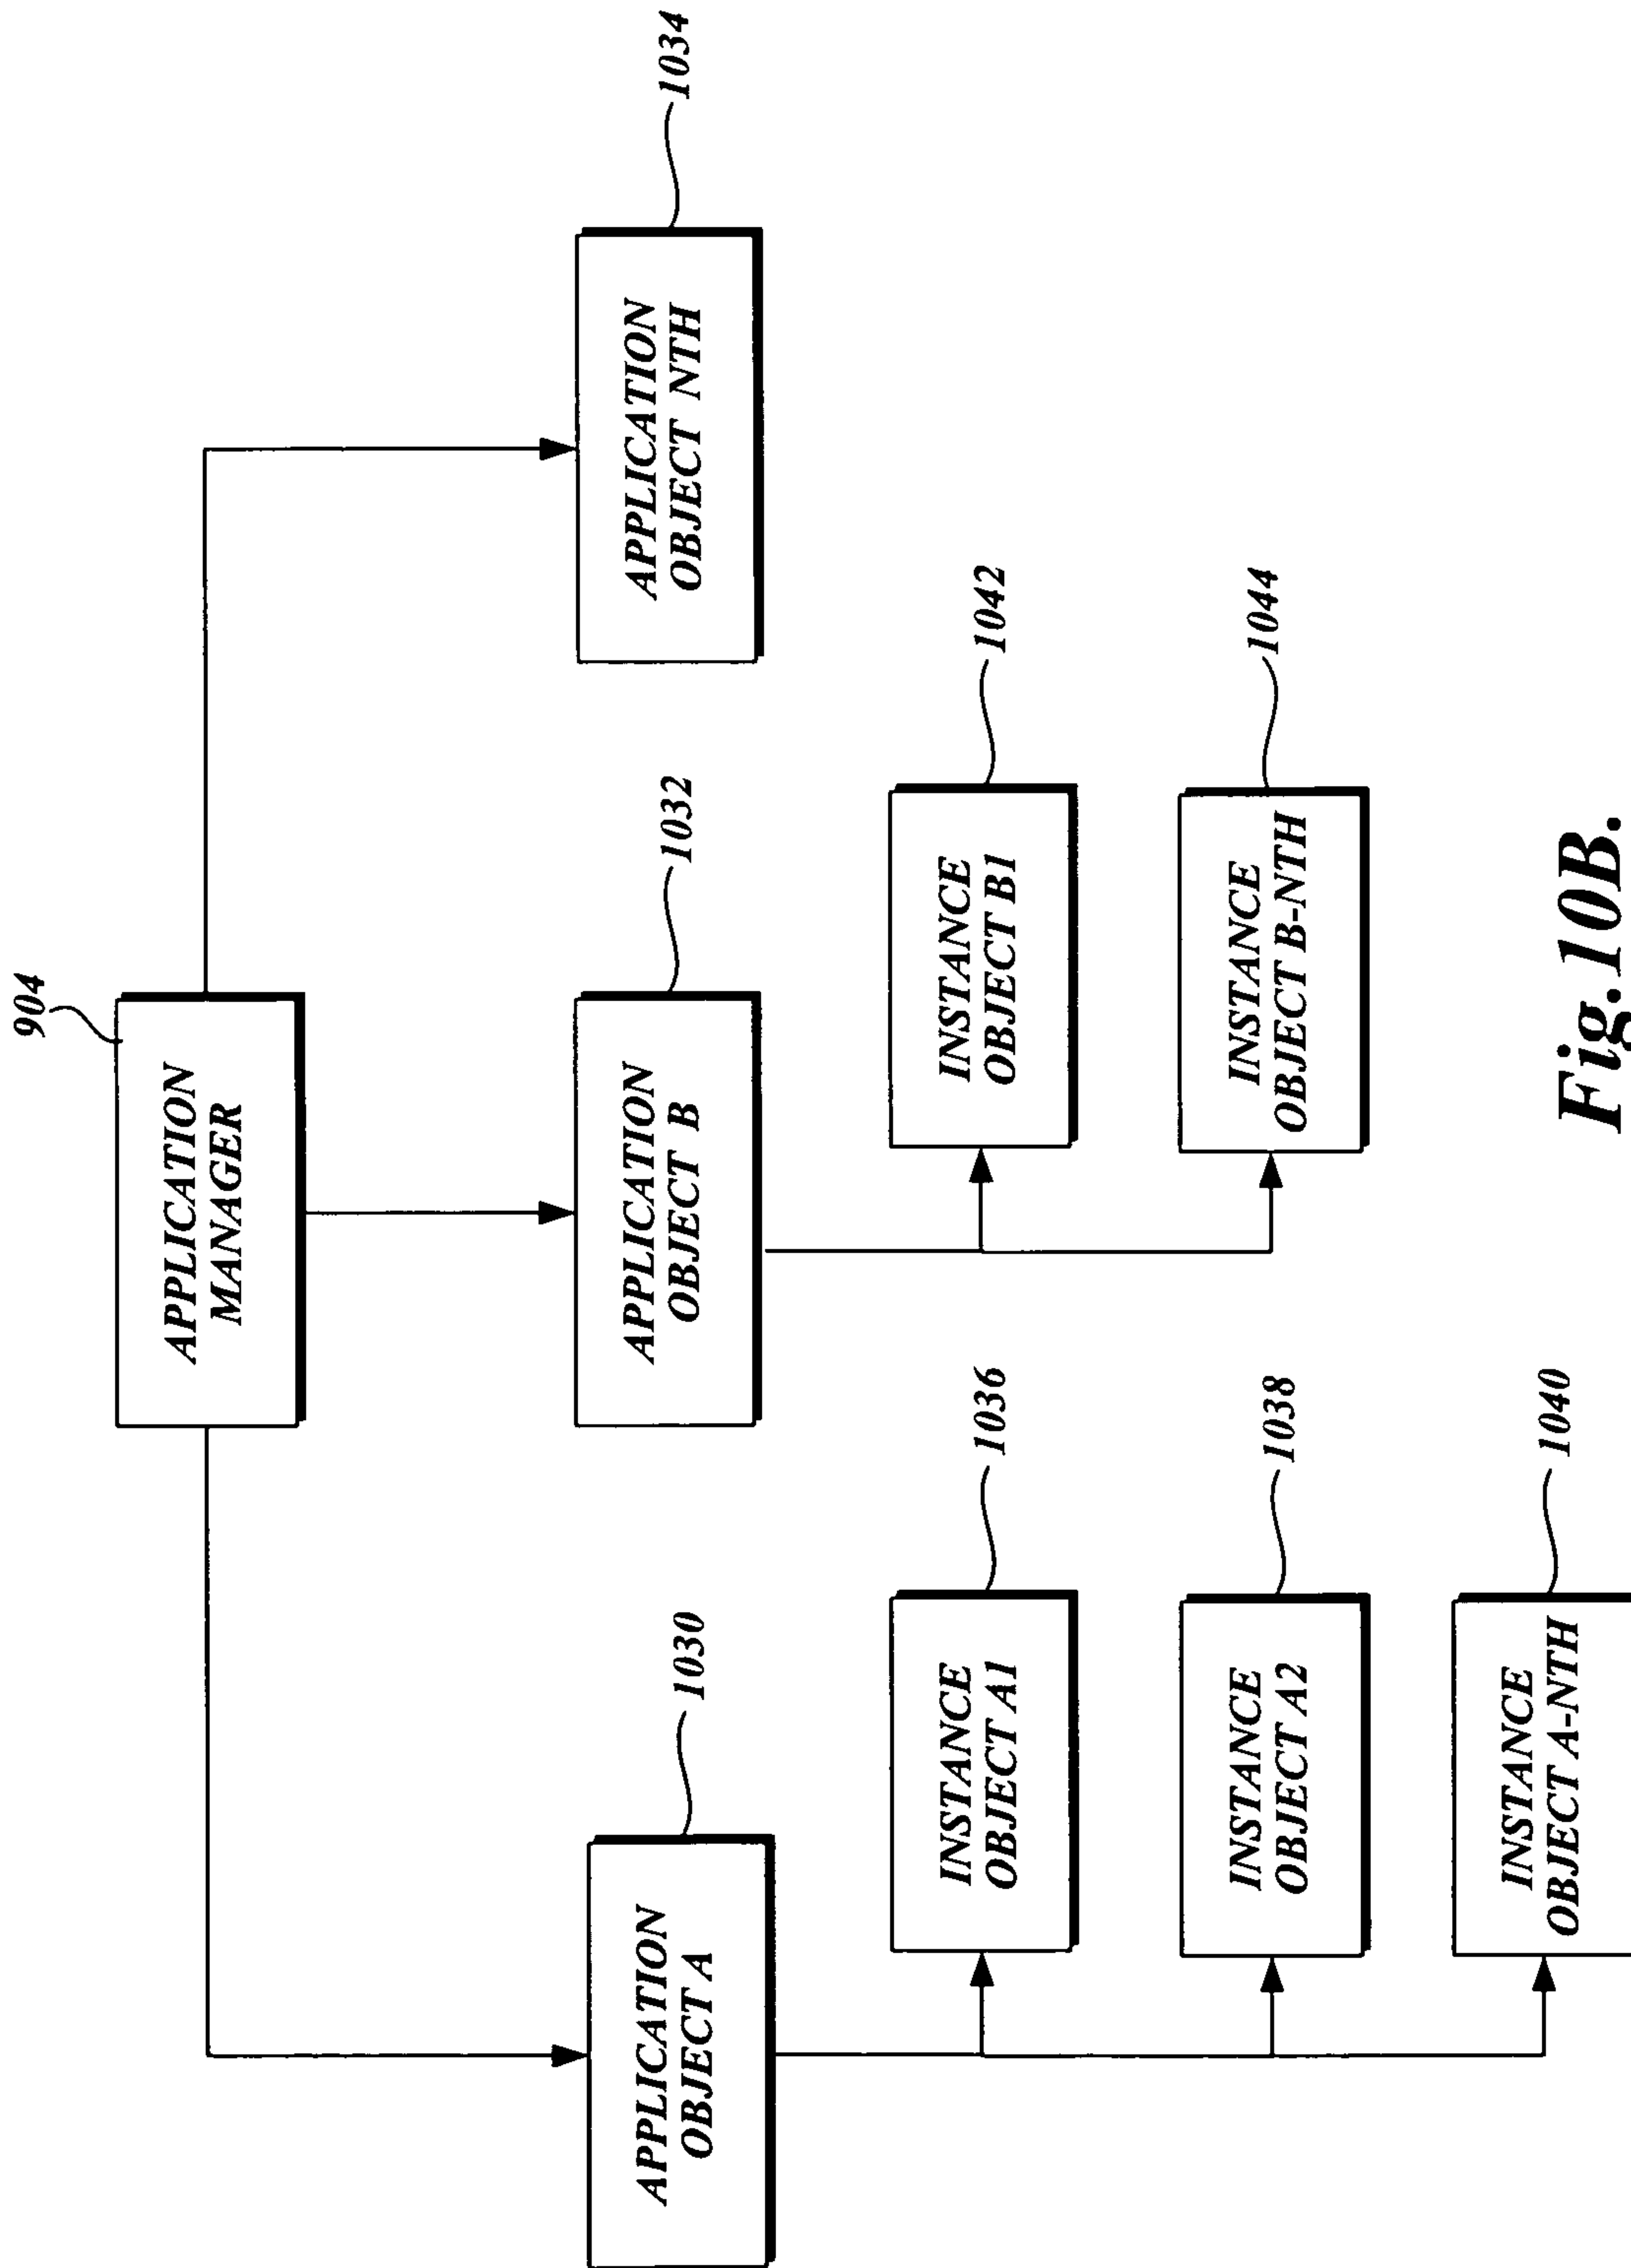 904
APPLICATION
MANAGER
1030
APPLICATION
OBJECT A
1032
APPLICATION
OBJECT B
1034
APPLICATION
OBJECT NTH
1036
INSTANCE
OBJECT A1
1042
INSTANCE
OBJECT B1
1038
INSTANCE
OBJECT A2
1044
INSTANCE
OBJECT B-NTH
1040
INSTANCE
OBJECT A-NTH
Fig.10B.